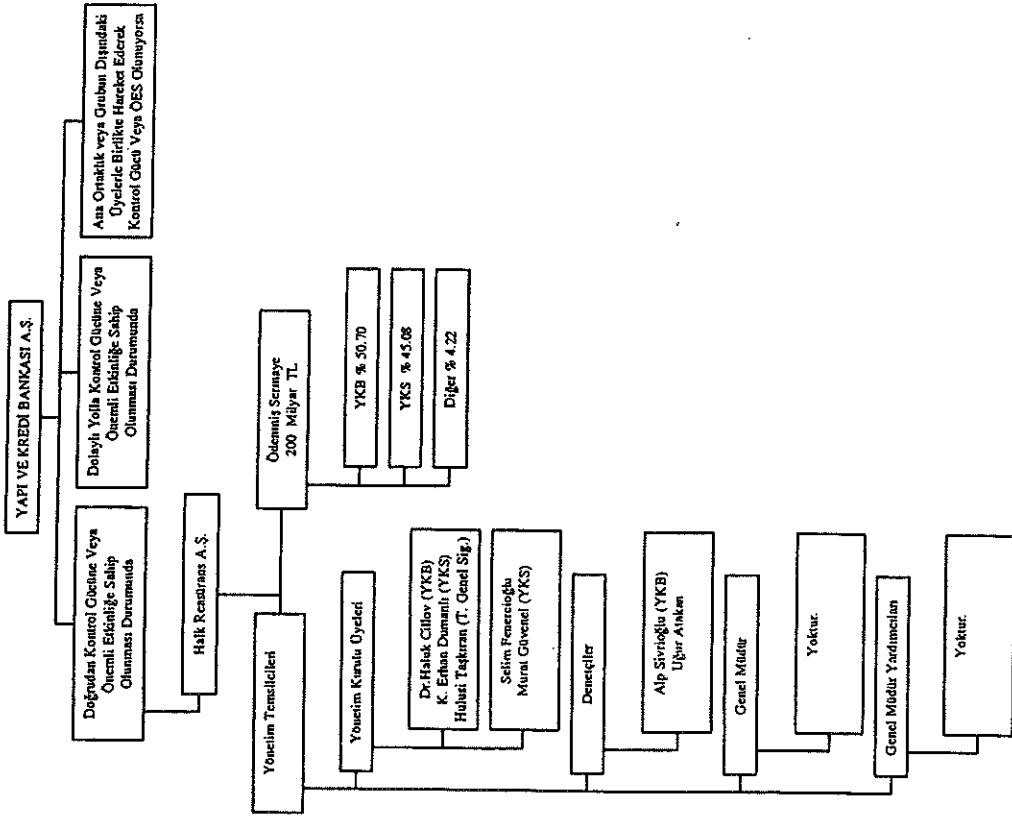 YAPI VE KREDİ BANKASI A.Ş.
Doğrudan Kontrol Gücüne Veya
Önemli Etkinliğe Sahip
Olunması Durumunda
Dolaylı Yolla Kontrol Gücüne Veya
Önemli Etkinliğe Sahip
Olunması Durumunda
Ana Ortaklık veya Grubun Dışındaki
Üyelerle Birlikte Hareket Ederek
Kontrol Gücü Veya ÖES Olunuyorsa
Halk Reasürans A.Ş.
Yönetim Temsilcileri
Ödenmiş Sermaye
200 Milyar TL
YKB % 50.70
YKS % 45.08
Diğer % 4.22
Yönetim Kurulu Üyeleri
Dr.Haluk Cillov (YKB)
K. Erhan Dumanlı (YKS)
Hulusi Taşkıran (T. Genel Sig.)
Selim Fenercioğlu
Murat Güvenel (YKS)
Denetçiler
Alp Sivrioğlu (YKB)
Uğur Atakan
Genel Müdür
Yoktur.
Genel Müdür Yardımcıları
Yoktur.